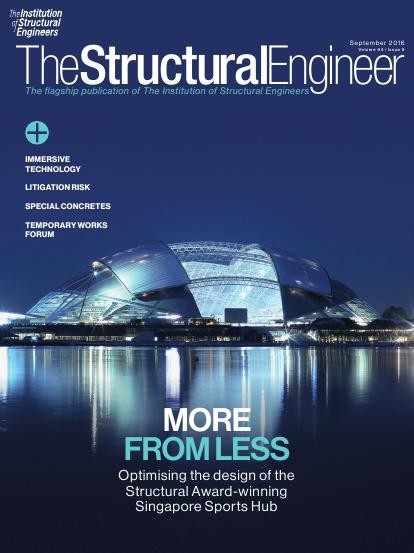 The Institution
of Structural
Engineers
September 2016
Volume 94 | Issue 9
TheStructuralEngineer
The flagship publication of The Institution of Structural Engineers
IMMERSIVE
TECHNOLOGY
LITIGATION RISK
SPECIAL CONCRETES
TEMPORARY WORKS
FORUM
MORE
FROM LESS
Optimising the design of the
Structural Award-winning
Singapore Sports Hub